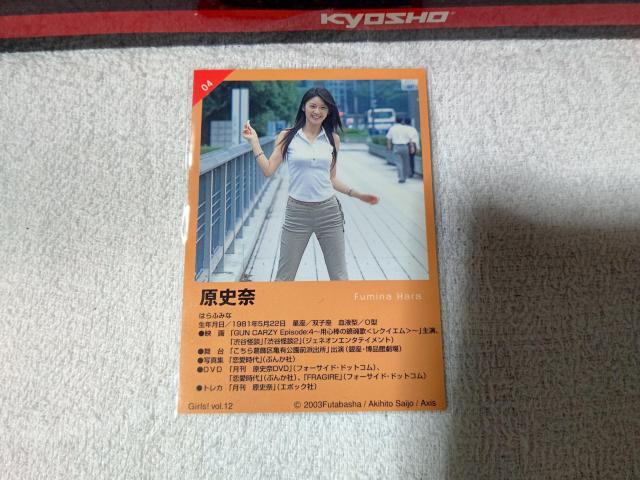 KYOSHO
04
原史奈
Fumina Hara
はらふみな
生年月日／1981年5月22日 星座／双子座 血液型／O型
●映 画 「GUN CARZY Episode:4〜用心棒の鎮魂歌<レクイエム>〜」主演、
「渋谷怪談」「渋谷怪談2」(ジェネオンエンタテイメント)
●舞 台 「こちら葛飾区亀有公園前派出所」出演(銀座・博品館劇場)
●写真集 「恋愛時代」(ぶんか社)
●DVD 「月刊 原史奈DVD」(フォーサイド・ドットコム)、
「恋愛時代」(ぶんか社)、「FRAGIRE」(フォーサイド・ドットコム)
●トレカ 「月刊 原史奈」(エポック社)
Girls! vol.12
© 2003Futabasha / Akihito Saijo / Axis